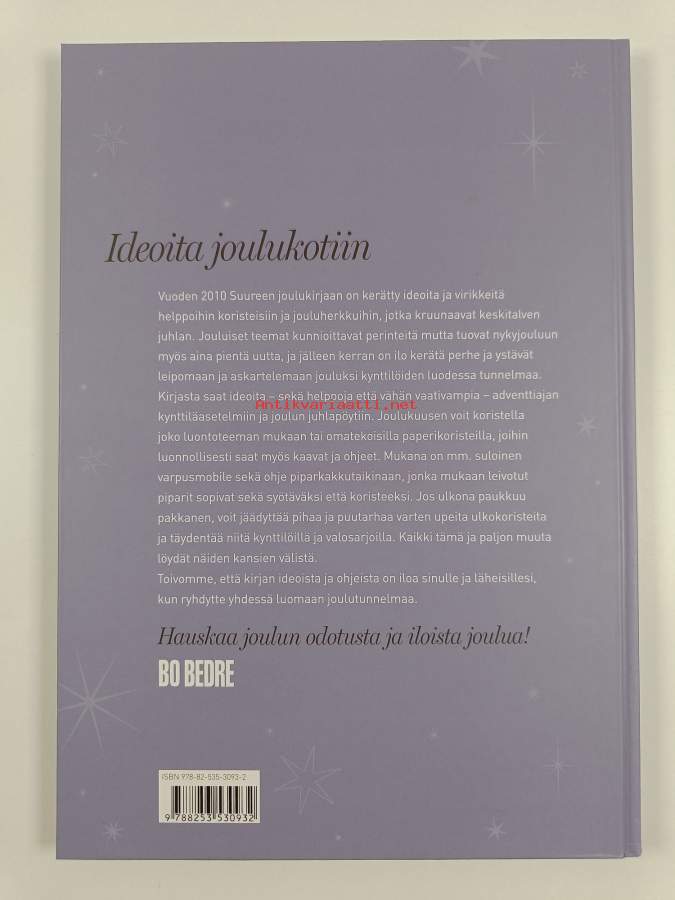 Ideoita joulukotiin
Vuoden 2010 Suureen joulukirjaan on kerätty ideoita ja virikkeitä
helppoihin koristeisiin ja jouluherkkuihin, jotka kruunaavat keskitalven
juhlan. Jouluiset teemat kunnioittavat perinteitä mutta tuovat nykyjouluun
myös aina pientä uutta, ja jälleen kerran on ilo kerätä perhe ja ystävät
leipomaan ja askartelemaan jouluksi kynttilöiden luodessa tunnelmaa.
Kirjasta saat ideoita – sekä helppoja että vähän vaativampia – adventtiajan
Antikvariaatti.net
kynttiläasetelmiin ja joulun juhlapöytiin. Joulukuusen voit koristella
joko luontoteeman mukaan tai omatekoisilla paperikoristeilla, joihin
luonnollisesti saat myös kaavat ja ohjeet. Mukana on mm. suloinen
varpusmobile sekä ohje piparkakkutaikinaan, jonka mukaan leivotut
piparit sopivat sekä syötäväksi että koristeeksi. Jos ulkona paukkuu
pakkanen, voit jäädyttää pihaa ja puutarhaa varten upeita ulkokoristeita
ja täydentää niitä kynttilöillä ja valosarjoilla. Kaikki tämä ja paljon muuta
löydät näiden kansien välistä.
Toivomme, että kirjan ideoista ja ohjeista on iloa sinulle ja läheisillesi,
kun ryhdytte yhdessä luomaan joulutunnelmaa.
Hauskaa joulun odotusta ja iloista joulua!
BO BEDRE
ISBN 978-82-535-3093-2
9 788253 530932